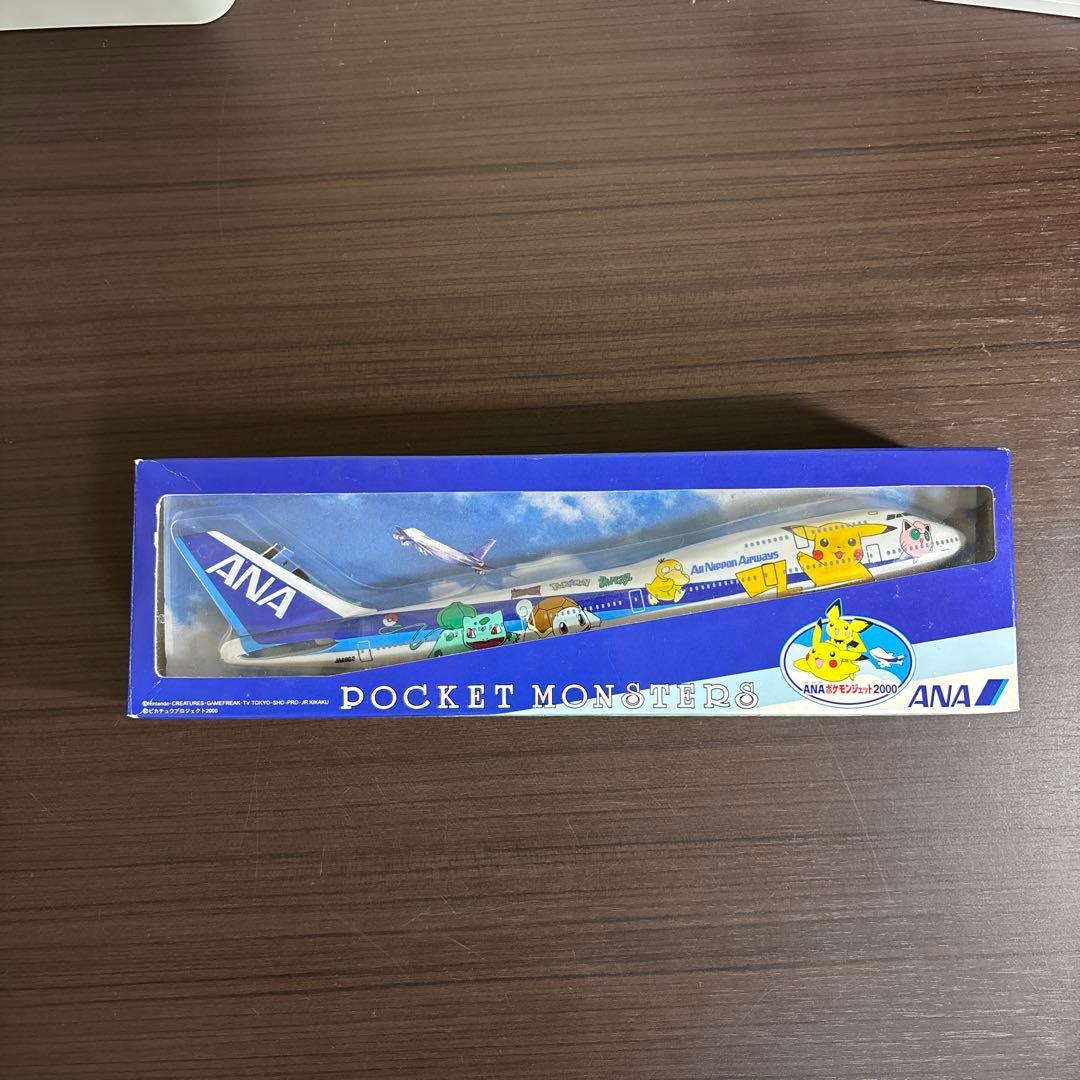 ANA
All Nippon Airways
POKéMON
JA8962
©Nintendo・CREATURES・GAMEFREAK・TV TOKYO・SHO-PRO・JR KIKAKU
©ピカチュウプロジェクト2000
POCKET MONSTERS
ANAポケモンジェット2000
ANA